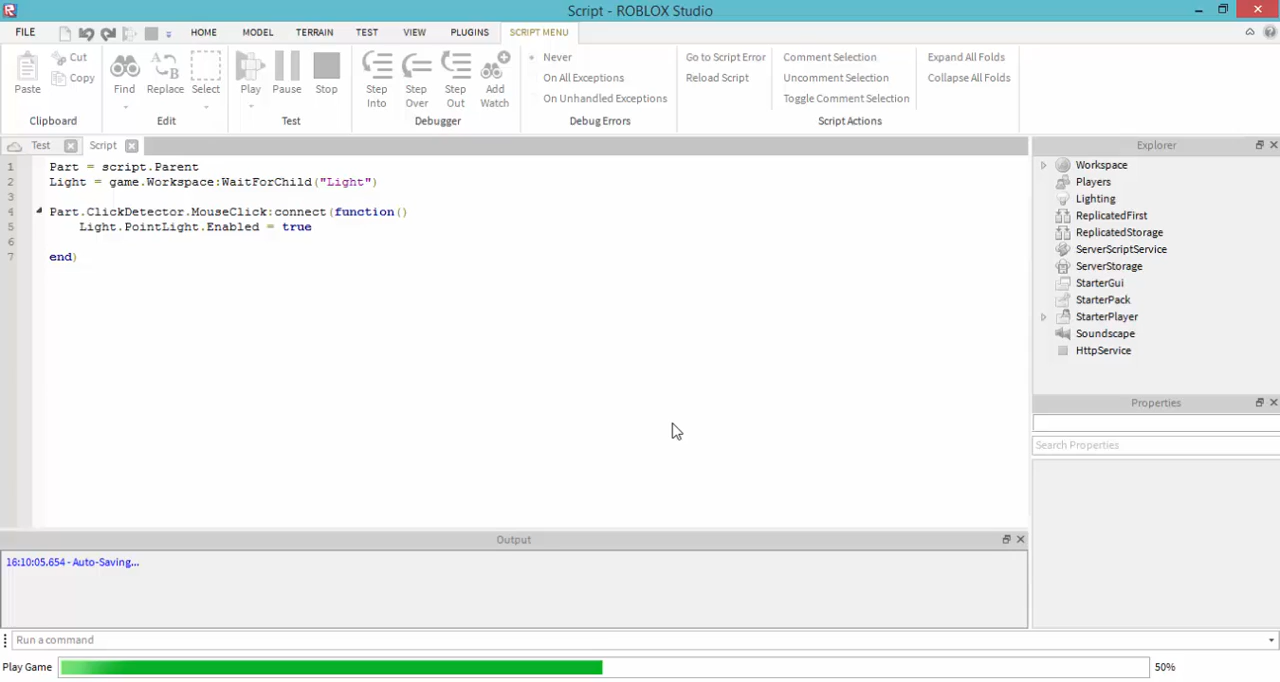 Script - ROBLOX Studio
FILE HOME MODEL TERRAIN TEST VIEW PLUGINS SCRIPT MENU
Paste
Cut
Copy
Clipboard
Find
Replace
Select
Edit
Play
Pause
Stop
Test
Step Into
Step Over
Step Out
Add Watch
Debugger
Never
On All Exceptions
On Unhandled Exceptions
Debug Errors
Go to Script Error
Reload Script
Comment Selection
Uncomment Selection
Toggle Comment Selection
Expand All Folds
Collapse All Folds
Script Actions
Test Script
1 Part = script.Parent
2 Light = game.Workspace:WaitForChild("Light")
3
4 Part.ClickDetector.MouseClick:connect(function()
5 Light.PointLight.Enabled = true
6
7 end)
Explorer
Workspace
Players
Lighting
ReplicatedFirst
ReplicatedStorage
ServerScriptService
ServerStorage
StarterGui
StarterPack
StarterPlayer
Soundscape
HttpService
Properties
Search Properties
Output
16:10:05.654 - Auto-Saving...
Run a command
Play Game 50%